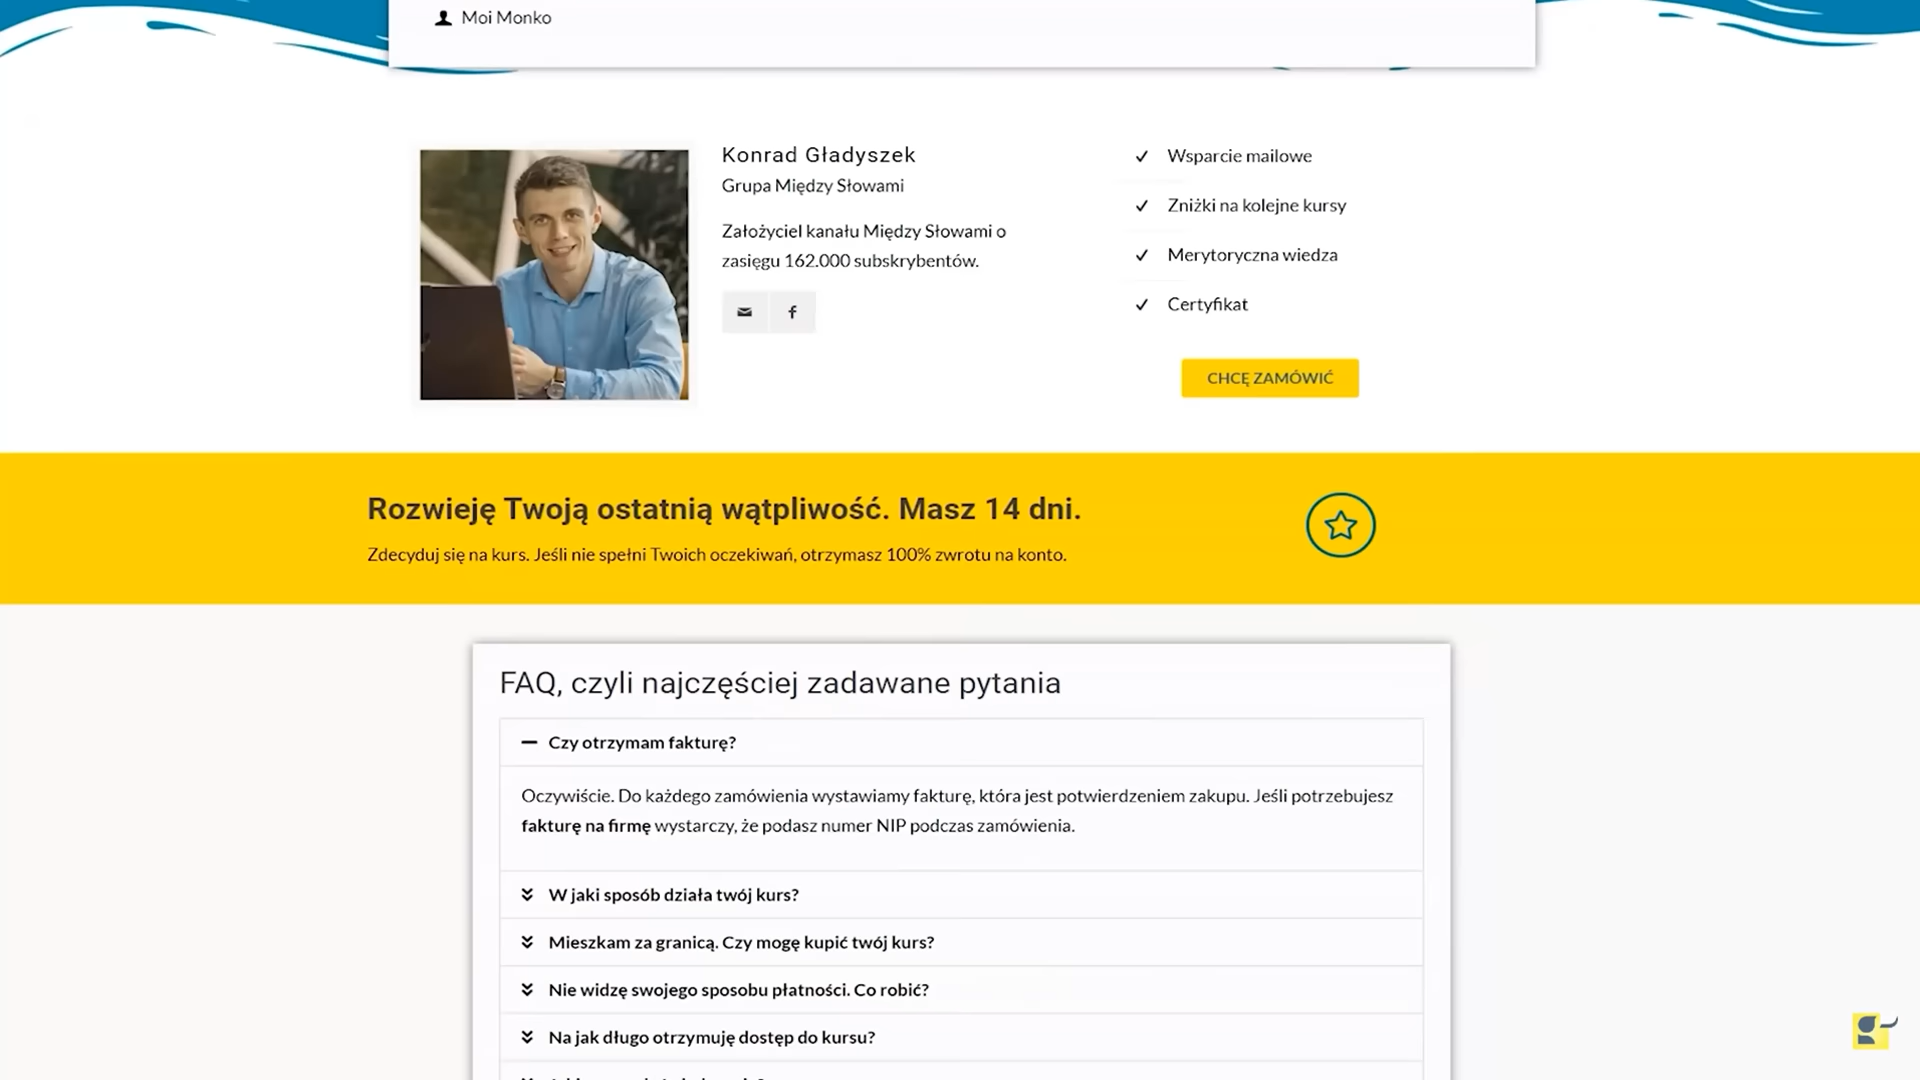 Moi Monko
Konrad Gładyszek
Grupa Między Słowami
Założyciel kanału Między Słowami o
zasięgu 162.000 subskrybentów.
Wsparcie mailowe
Zniżki na kolejne kursy
Merytoryczna wiedza
Certyfikat
CHCĘ ZAMÓWIĆ
Rozwieję Twoją ostatnią wątpliwość. Masz 14 dni.
Zdecyduj się na kurs. Jeśli nie spełni Twoich oczekiwań, otrzymasz 100% zwrotu na konto.
FAQ, czyli najczęściej zadawane pytania
Czy otrzymam fakturę?
Oczywiście. Do każdego zamówienia wystawiamy fakturę, która jest potwierdzeniem zakupu. Jeśli potrzebujesz
fakturę na firmę wystarczy, że podasz numer NIP podczas zamówienia.
W jaki sposób działa twój kurs?
Mieszkam za granicą. Czy mogę kupić twój kurs?
Nie widzę swojego sposobu płatności. Co robić?
Na jak długo otrzymuję dostęp do kursu?